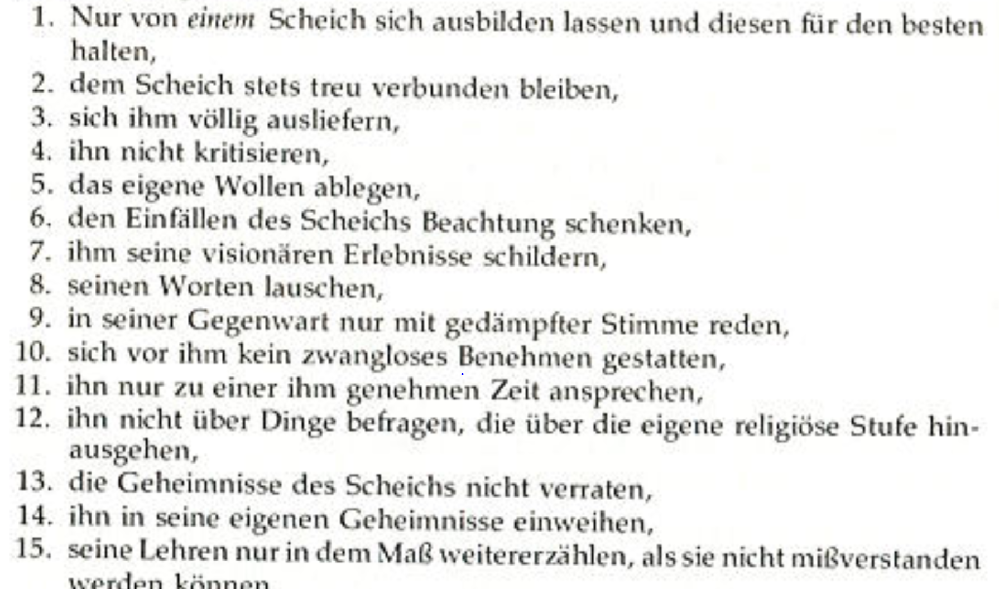 1. Nur von einem Scheich sich ausbilden lassen und diesen für den besten
halten,
2. dem Scheich stets treu verbunden bleiben,
3. sich ihm völlig ausliefern,
4. ihn nicht kritisieren,
5. das eigene Wollen ablegen,
6. den Einfällen des Scheichs Beachtung schenken,
7. ihm seine visionären Erlebnisse schildern,
8. seinen Worten lauschen,
9. in seiner Gegenwart nur mit gedämpfter Stimme reden,
10. sich vor ihm kein zwangloses Benehmen gestatten,
11. ihn nur zu einer ihm genehmen Zeit ansprechen,
12. ihn nicht über Dinge befragen, die über die eigene religiöse Stufe hin-
ausgehen,
13. die Geheimnisse des Scheichs nicht verraten,
14. ihn in seine eigenen Geheimnisse einweihen,
15. seine Lehren nur in dem Maß weitererzählen, als sie nicht mißverstanden
werden können